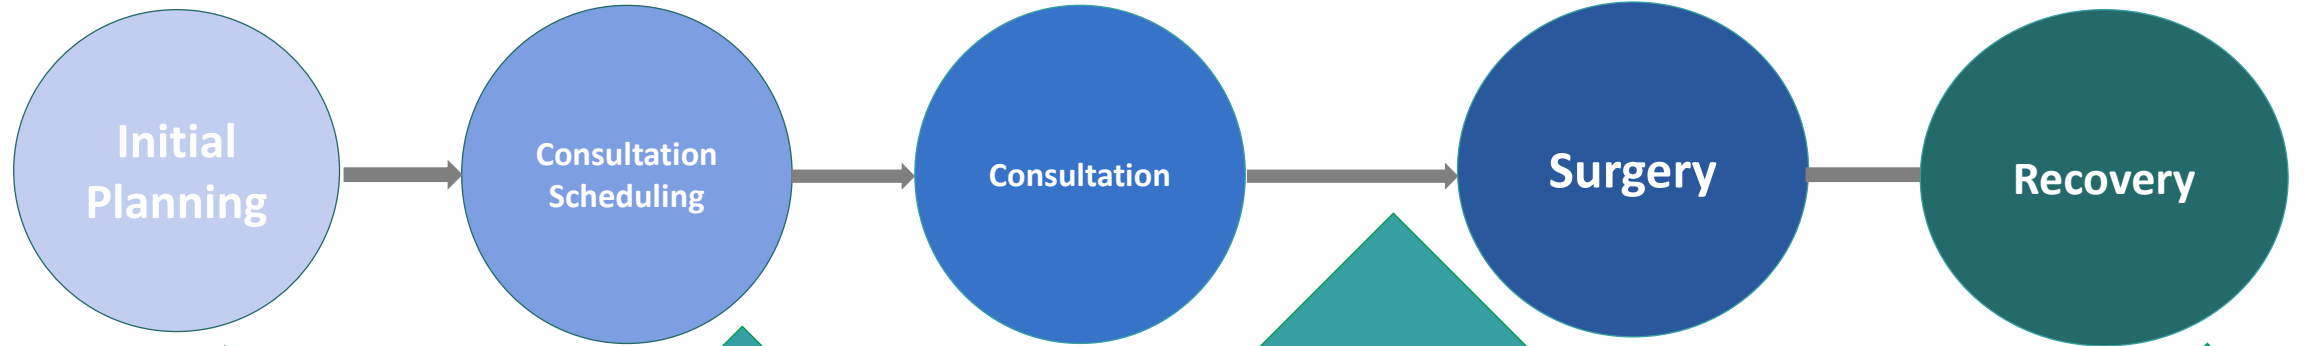 Initial
Planning
Consultation
Scheduling
Consultation
Surgery
Recovery